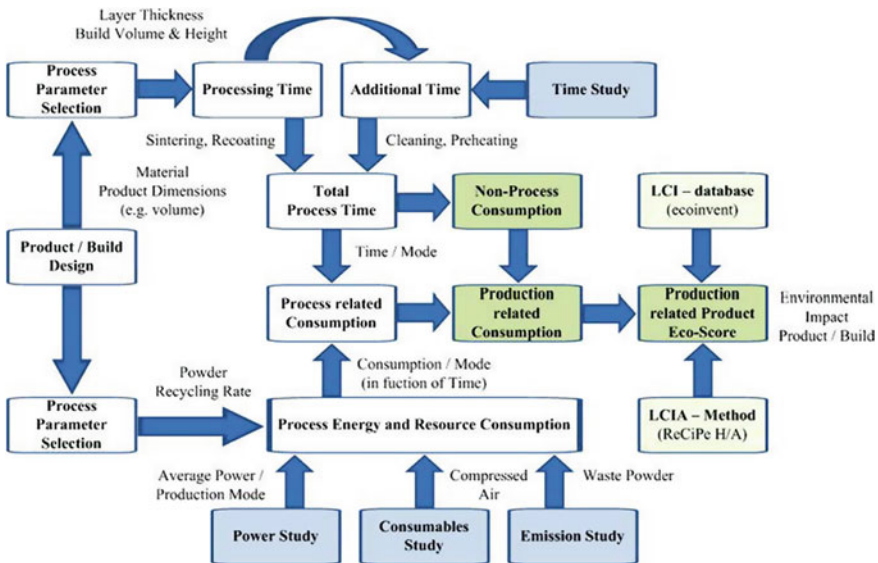 Layer Thickness
Build Volume & Height
Process
Parameter
Selection
Processing Time
Additional Time
Time Study
Sintering, Recoating
Cleaning, Preheating
Material
Product Dimensions
(e.g. volume)
Total
Process Time
Non-Process
Consumption
LCI – database
(ecoinvent)
Product / Build
Design
Time / Mode
Process related
Consumption
Production
related
Consumption
Production
related Product
Eco-Score
Environmental
Impact
Product / Build
Powder
Recycling Rate
Consumption / Mode
(in fuction of Time)
Process
Parameter
Selection
Process Energy and Resource Consumption
LCIA – Method
(ReCiPe H/A)
Average Power /
Production Mode
Compressed
Air
Waste Powder
Power Study
Consumables
Study
Emission Study